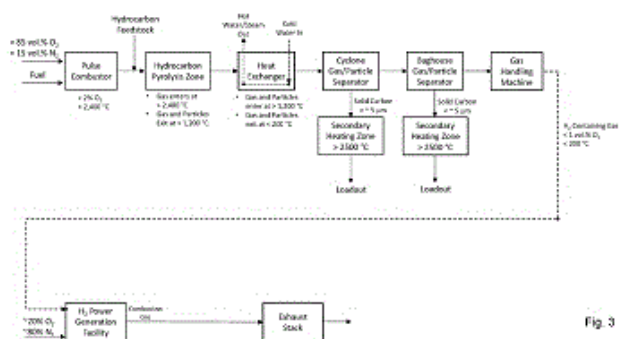 Hydrocarbon
Feedstock
Hot
Water/Steam
Out
Cold
Water In
> 85 vol.% O2
< 15 vol.% N2
Fuel
Pulse
Combustor
Hydrocarbon
Pyrolysis Zone
Heat
Exchanger
Cyclone
Gas/Particle
Separator
Baghouse
Gas/Particle
Separator
Gas
Handling
Machine
< 2% O2
> 2,400 °C
• Gas enters at
> 2,400 °C
• Gas and Particles
Exit at < 1,300 °C
• Gas and Particles
enter at > 1,300 °C
• Gas and Particles
exit at < 200 °C
Solid Carbon
> ~ 5 µm
Solid Carbon
< ~ 5 µm
Secondary
Heating Zone
> 2500 °C
Secondary
Heating Zone
> 2500 °C
Loadout
Loadout
H2 Containing Gas
< 1 vol.% O2
< 200 °C
~20% O2
~80% N2
H2 Power
Generation
Facility
Combustion
Gas
Exhaust
Stack
Fig. 3